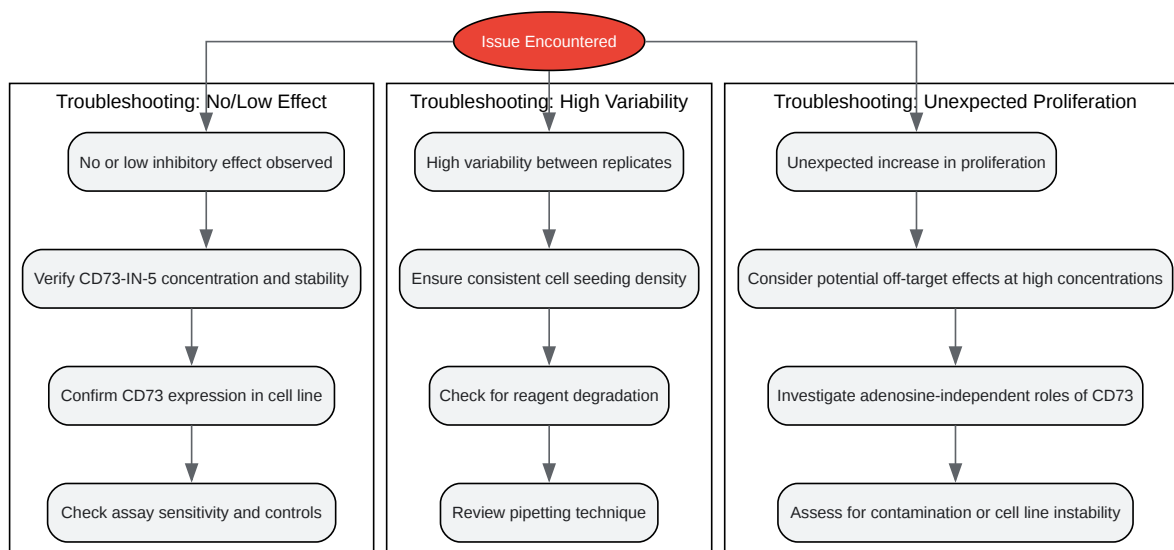 Issue Encountered
Troubleshooting: No/Low Effect
No or low inhibitory effect observed
Verify CD73-IN-5 concentration and stability
Confirm CD73 expression in cell line
Check assay sensitivity and controls
Troubleshooting: High Variability
High variability between replicates
Ensure consistent cell seeding density
Check for reagent degradation
Review pipetting technique
Troubleshooting: Unexpected Proliferation
Unexpected increase in proliferation
Consider potential off-target effects at high concentrations
Investigate adenosine-independent roles of CD73
Assess for contamination or cell line instability